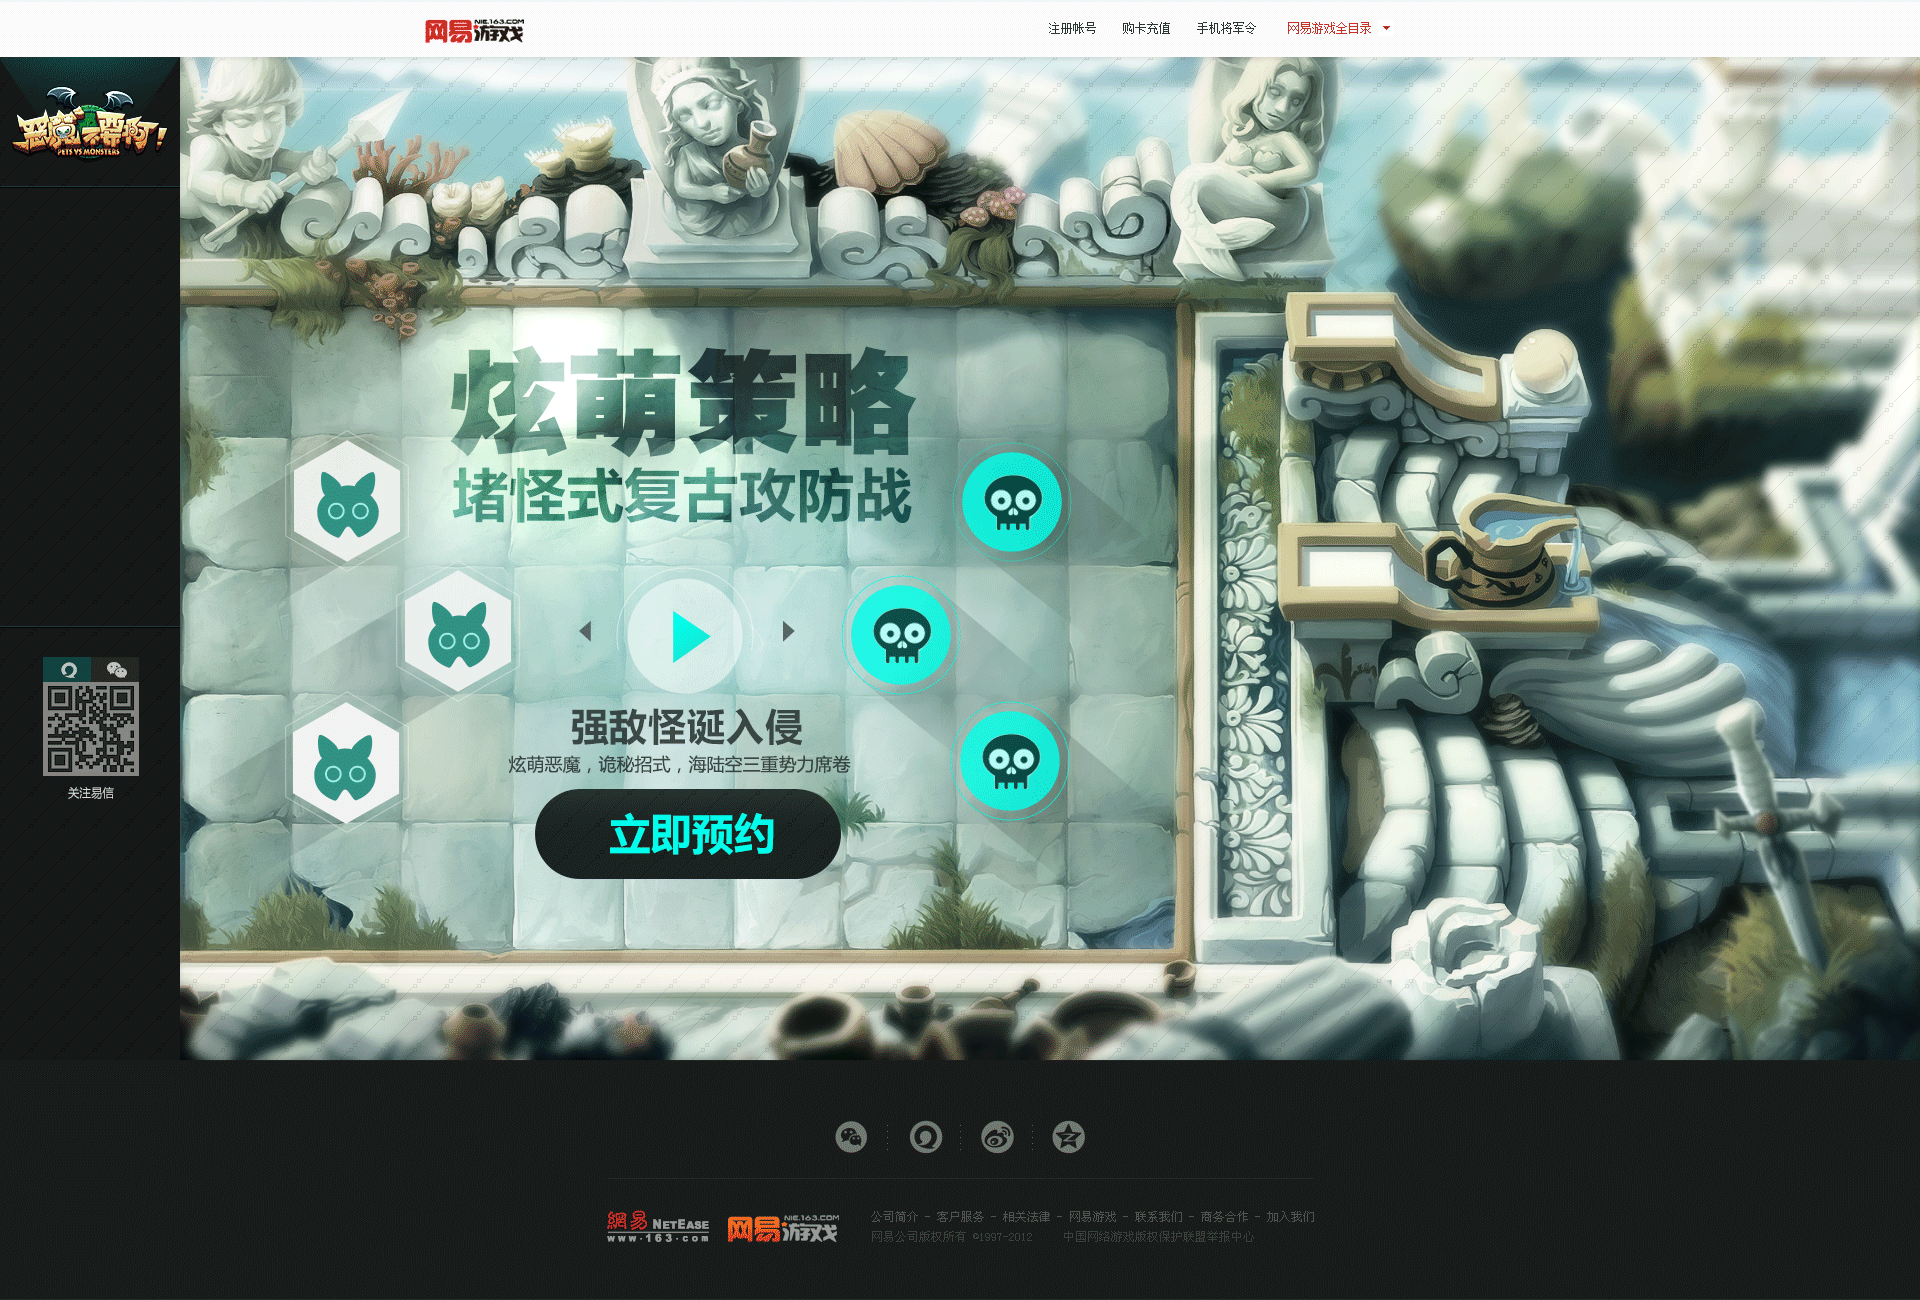 网易游戏 NIE.163.COM
注册帐号 购卡充值 手机将军令 网易游戏全目录
恶魔不要啊!
PETS VS MONSTERS
炫萌策略
堵怪式复古攻防战
强敌怪诞入侵
炫萌恶魔，诡秘招式，海陆空三重势力席卷
立即预约
关注易信
網易 NETEASE
www.163.com
网易游戏 NIE.163.COM
公司简介 - 客户服务 - 相关法律 - 网易游戏 - 联系我们 - 商务合作 - 加入我们
网易公司版权所有 ©1997-2012 中国网络游戏版权保护联盟举报中心